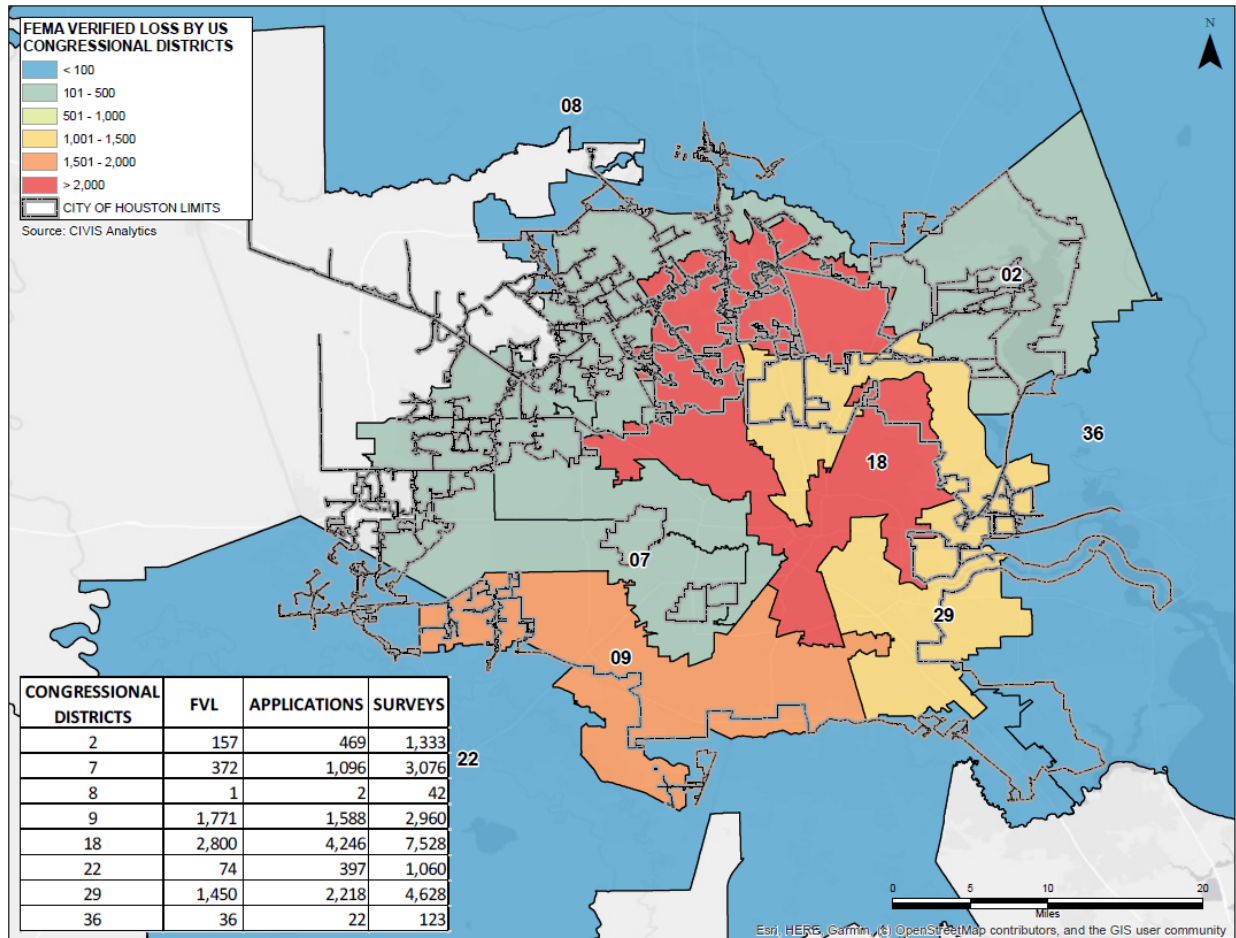 FEMA VERIFIED LOSS BY US
CONGRESSIONAL DISTRICTS
< 100
101 - 500
501 - 1,000
1,001 - 1,500
1,501 - 2,000
> 2,000
CITY OF HOUSTON LIMITS
Source: CIVIS Analytics
N
08
02
36
18
07
29
09
22
CONGRESSIONAL DISTRICTS FVL APPLICATIONS SURVEYS
2 157 469 1,333
7 372 1,096 3,076
8 1 2 42
9 1,771 1,588 2,960
18 2,800 4,246 7,528
22 74 397 1,060
29 1,450 2,218 4,628
36 36 22 123
0 5 10 20
Miles
Esri, HERE, Garmin, (c) OpenStreetMap contributors, and the GIS user community